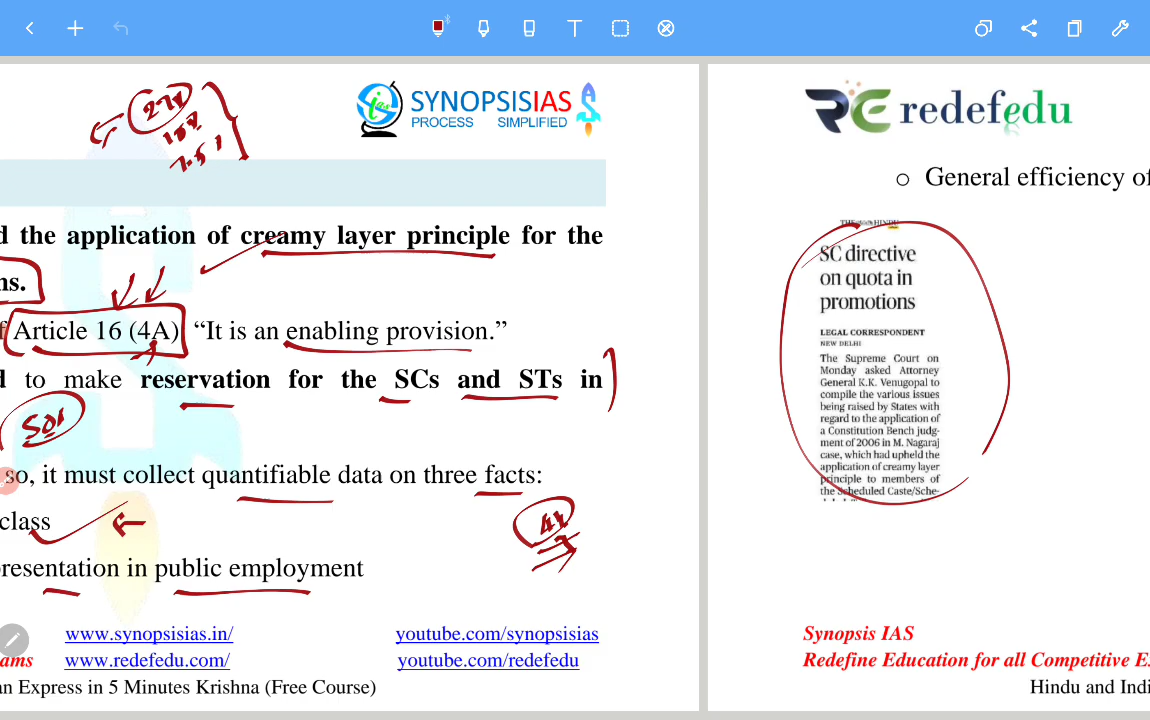 27%
SYNOPSISIAS
PROCESS SIMPLIFIED
d the application of creamy layer principle for the
ns.
f Article 16 (4A) “It is an enabling provision.”
d to make reservation for the SCs and STs in
50%
so, it must collect quantifiable data on three facts:
class
presentation in public employment
www.synopsisias.in/ youtube.com/synopsisias
ams www.redefedu.com/ youtube.com/redefedu
an Express in 5 Minutes Krishna (Free Course)
redefedu
o General efficiency of
THE HINDU
SC directive
on quota in
promotions
LEGAL CORRESPONDENT
NEW DELHI
The Supreme Court on
Monday asked Attorney
General K.K. Venugopal to
compile the various issues
being raised by States with
regard to the application of
a Constitution Bench judg-
ment of 2006 in M. Nagaraj
case, which had upheld the
application of creamy layer
principle to members of
the Scheduled Caste/Sche-
Synopsis IAS
Redefine Education for all Competitive E
Hindu and Indi